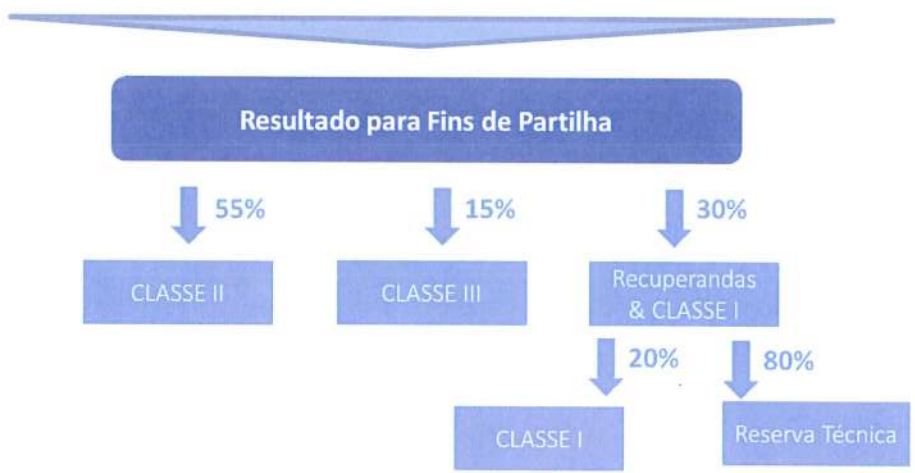 Resultado para Fins de Partilha
55%
15%
30%
CLASSE II
CLASSE III
Recuperandas
& CLASSE I
20%
80%
CLASSE I
Reserva Técnica